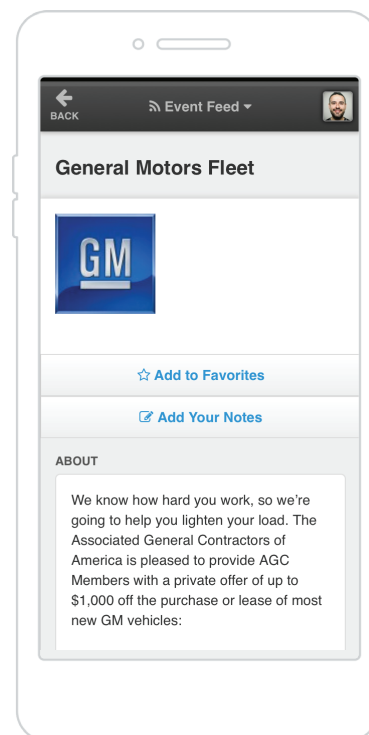 BACK
Event Feed
General Motors Fleet
GM
Add to Favorites
Add Your Notes
ABOUT
We know how hard you work, so we're
going to help you lighten your load. The
Associated General Contractors of
America is pleased to provide AGC
Members with a private offer of up to
$1,000 off the purchase or lease of most
new GM vehicles: